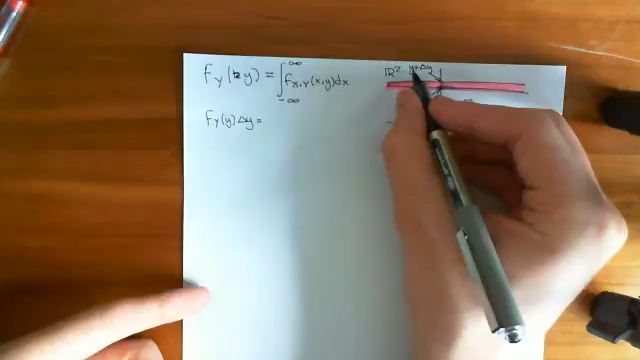 f_Y(y) = ∫_{-∞}^{∞} f_{X,Y}(x,y)dx
ℝ² y+Δy
f_Y(y)Δy =